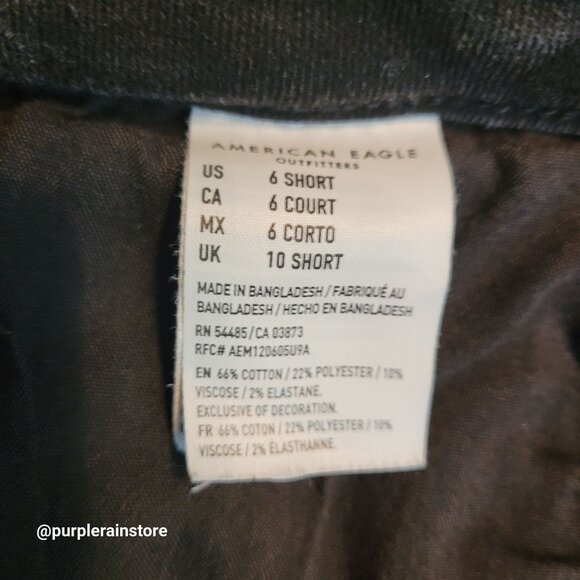 AMERICAN EAGLE
OUTFITTERS
US 6 SHORT
CA 6 COURT
MX 6 CORTO
UK 10 SHORT
MADE IN BANGLADESH / FABRIQUÉ AU
BANGLADESH / HECHO EN BANGLADESH
RN 54485 / CA 03873
RFC# AEM120605U9A
EN 66% COTTON / 22% POLYESTER / 10%
VISCOSE / 2% ELASTANE.
EXCLUSIVE OF DECORATION.
FR 66% COTON / 22% POLYESTER / 10%
VISCOSE / 2% ÉLASTHANNE.
@purplerainstore